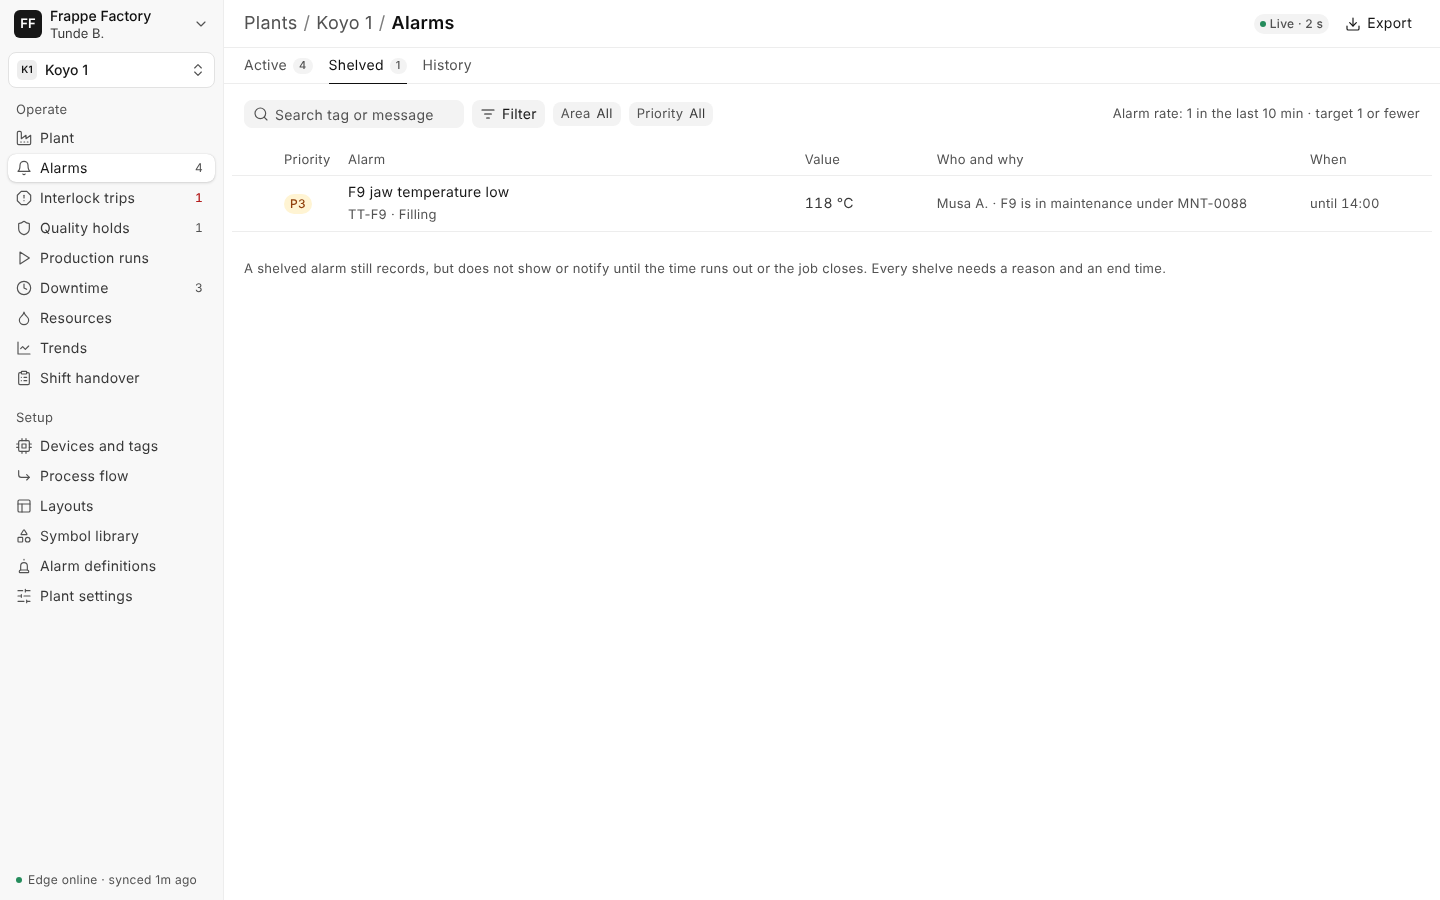 FF
Frappe Factory
Tunde B.
K1 Koyo 1
Operate
Plant
Alarms 4
Interlock trips 1
Quality holds 1
Production runs
Downtime 3
Resources
Trends
Shift handover
Setup
Devices and tags
Process flow
Layouts
Symbol library
Alarm definitions
Plant settings
Edge online · synced 1m ago
Plants / Koyo 1 / Alarms
Live · 2 s
Export
Active 4 Shelved 1 History
Search tag or message Filter Area All Priority All
Alarm rate: 1 in the last 10 min · target 1 or fewer
Priority Alarm Value Who and why When
P3 F9 jaw temperature low 118 °C Musa A. · F9 is in maintenance under MNT-0088 until 14:00
TT-F9 · Filling
A shelved alarm still records, but does not show or notify until the time runs out or the job closes. Every shelve needs a reason and an end time.